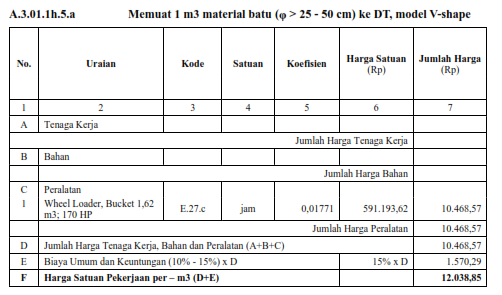 A.3.01.1h.5.a Memuat 1 m3 material batu (φ > 25 - 50 cm) ke DT, model V-shape
No. Uraian Kode Satuan Koefisien Harga Satuan (Rp) Jumlah Harga (Rp)
1 2 3 4 5 6 7
A Tenaga Kerja
Jumlah Harga Tenaga Kerja
B Bahan
Jumlah Harga Bahan
C Peralatan
1 Wheel Loader, Bucket 1,62 m3; 170 HP E.27.c jam 0,01771 591.193,62 10.468,57
Jumlah Harga Peralatan 10.468,57
D Jumlah Harga Tenaga Kerja, Bahan dan Peralatan (A+B+C) 10.468,57
E Biaya Umum dan Keuntungan (10% - 15%) x D 15% x D 1.570,29
F Harga Satuan Pekerjaan per – m3 (D+E) 12.038,85